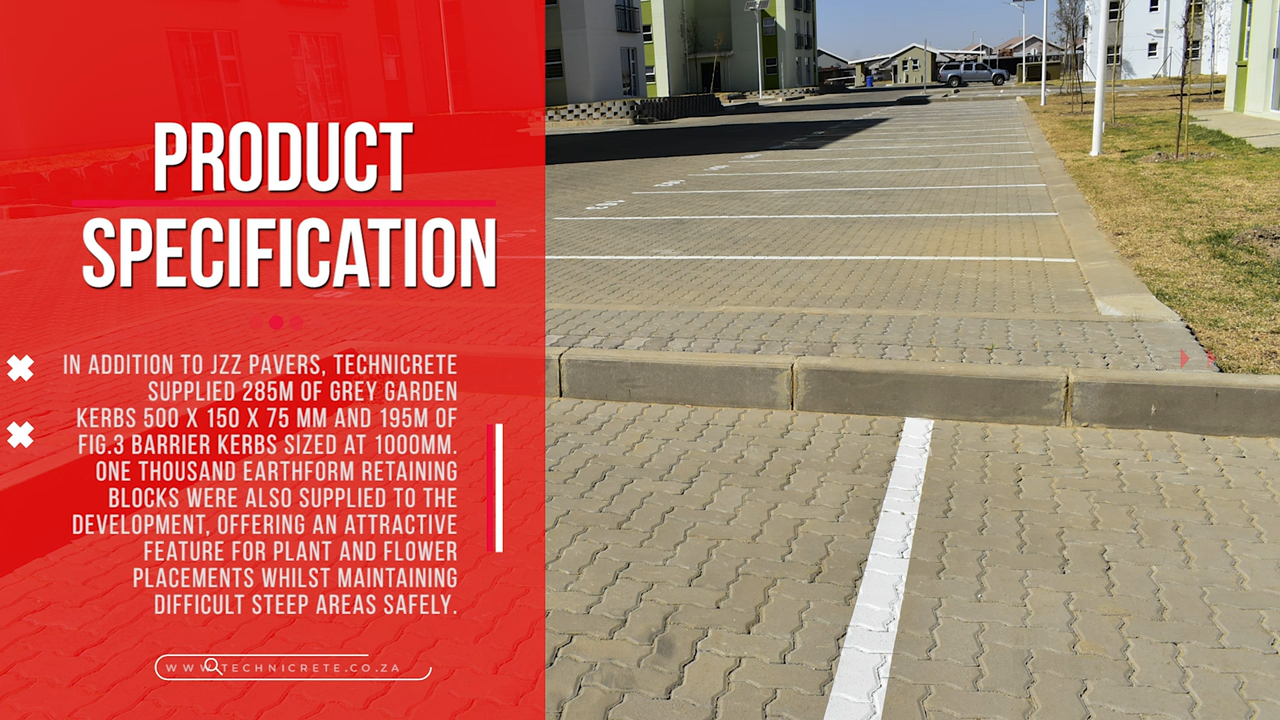 PRODUCT
SPECIFICATION
IN ADDITION TO JZZ PAVERS, TECHNICRETE
SUPPLIED 285M OF GREY GARDEN
KERBS 500 X 150 X 75 MM AND 195M OF
FIG.3 BARRIER KERBS SIZED AT 1000MM.
ONE THOUSAND EARTHFORM RETAINING
BLOCKS WERE ALSO SUPPLIED TO THE
DEVELOPMENT, OFFERING AN ATTRACTIVE
FEATURE FOR PLANT AND FLOWER
PLACEMENTS WHILST MAINTAINING
DIFFICULT STEEP AREAS SAFELY.
WWW.TECHNICRETE.CO.ZA